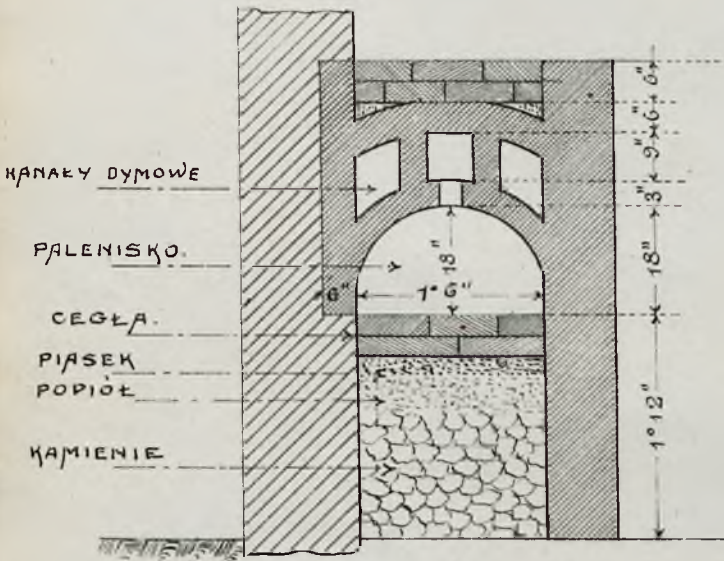 KANAŁY DYMOWE
PALENISKO.
CEGŁA.
PIASEK
POPIÓŁ
KAMIENIE
6"
6"
9"
3"
18"
1° 12"
18"
6"
1° 6"